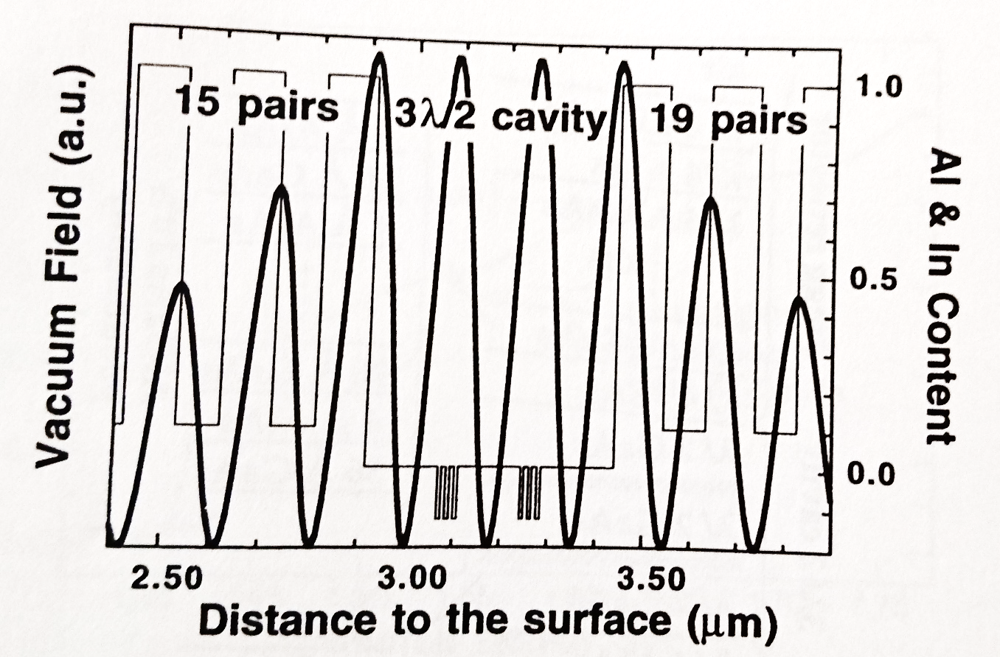 Vacuum Field (a.u.)
15 pairs
3λ/2 cavity
19 pairs
1.0
0.5
0.0
Al & In Content
2.50
3.00
3.50
Distance to the surface (μm)